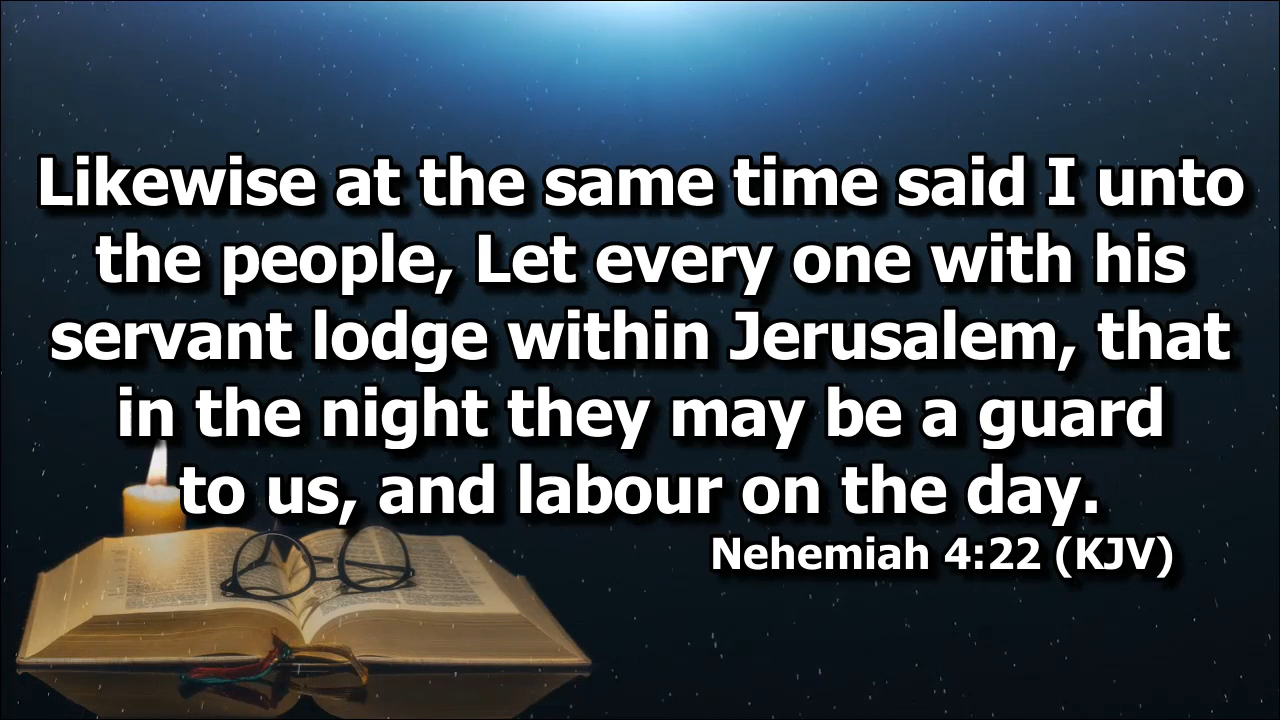 Likewise at the same time said I unto
the people, Let every one with his
servant lodge within Jerusalem, that
in the night they may be a guard
to us, and labour on the day.
Nehemiah 4:22 (KJV)